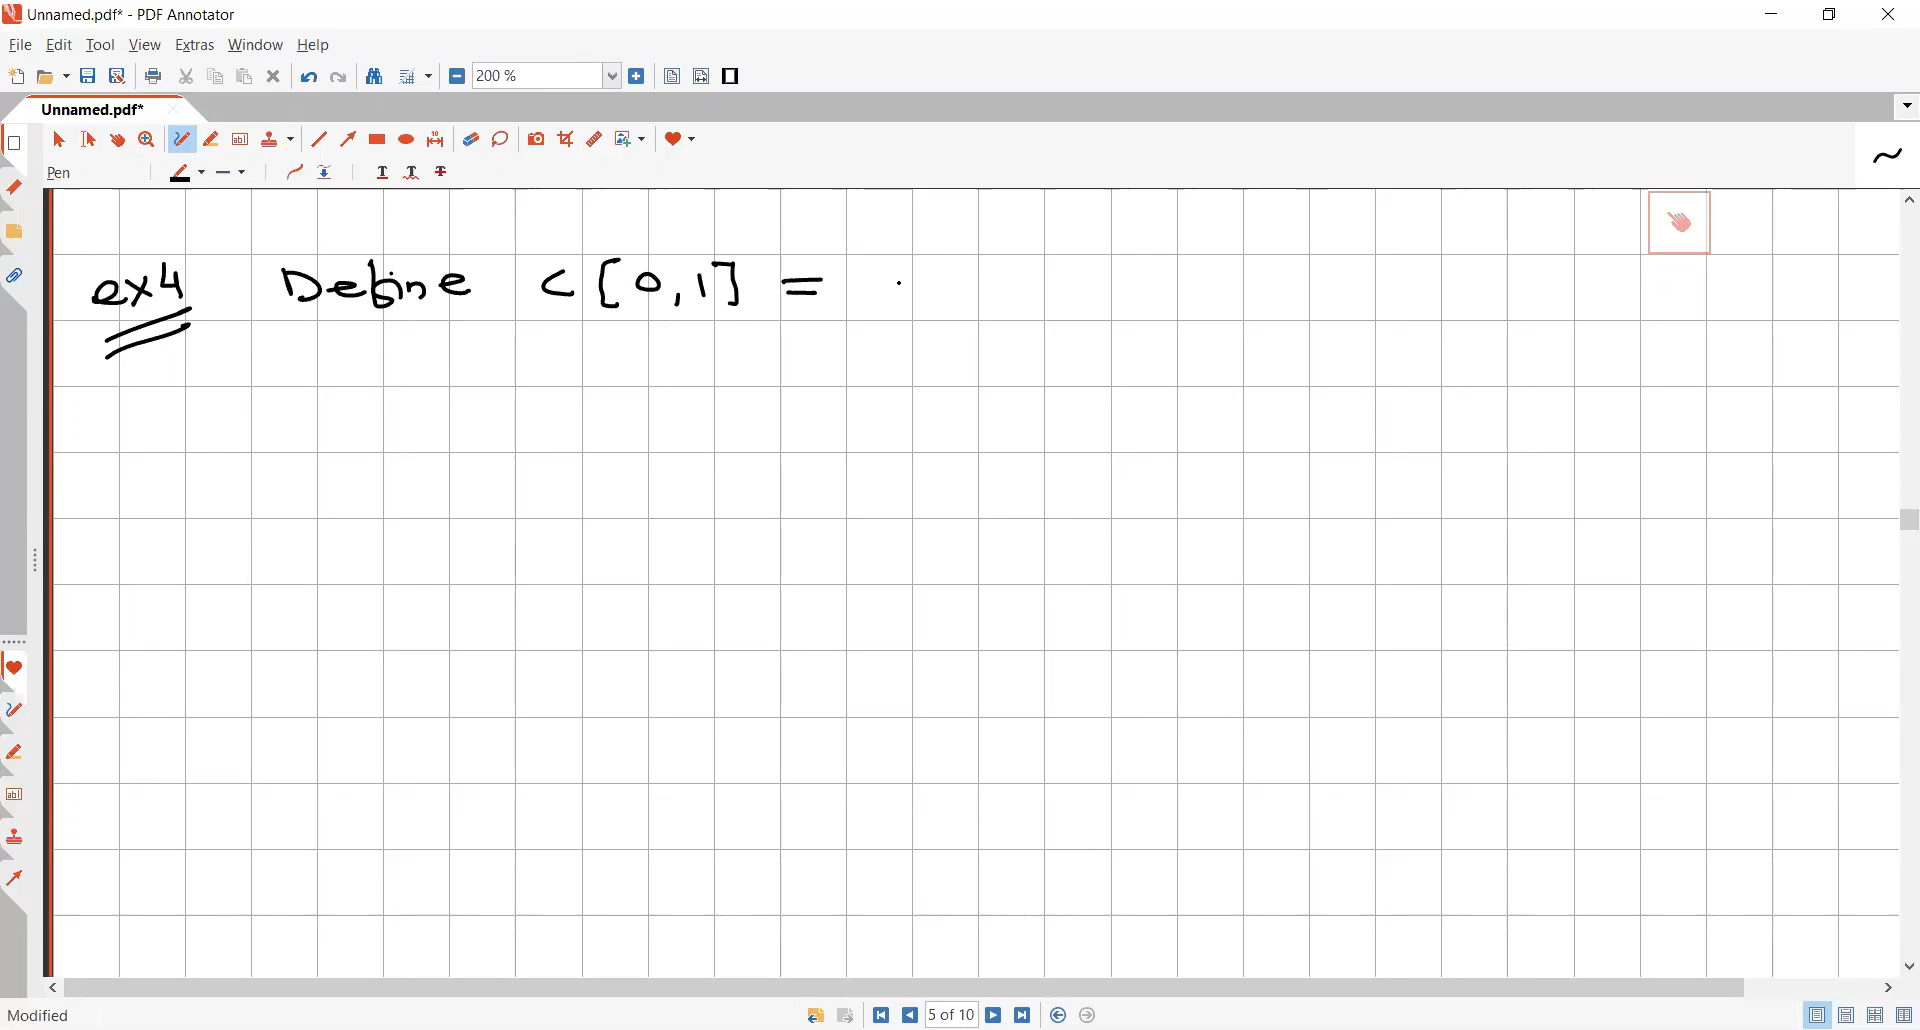 Unnamed.pdf* - PDF Annotator
File Edit Tool View Extras Window Help
200 %
Unnamed.pdf*
Pen
ex4 Define C[0,1] =
Modified
5 of 10